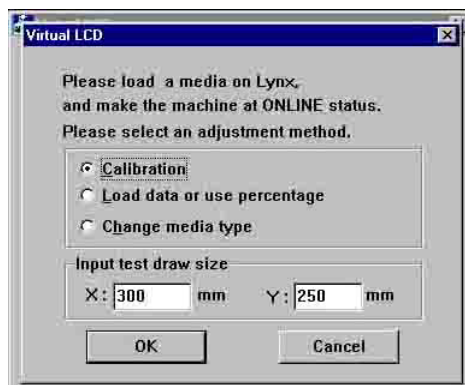 Virtual LCD
Please load a media on Lynx,
and make the machine at ONLINE status.
Please select an adjustment method.
Calibration
Load data or use percentage
Change media type
Input test draw size
X: 300 mm Y: 250 mm
OK Cancel